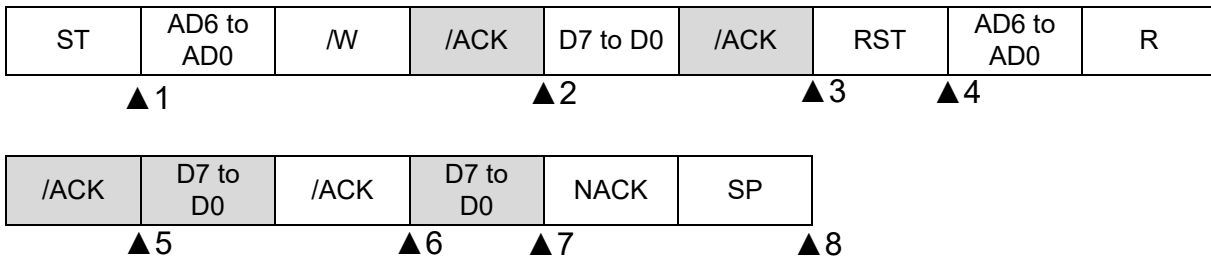 ST AD6 to AD0 /W /ACK D7 to D0 /ACK RST AD6 to AD0 R
▲1 ▲2 ▲3 ▲4
/ACK D7 to D0 /ACK D7 to D0 NACK SP
▲5 ▲6 ▲7 ▲8